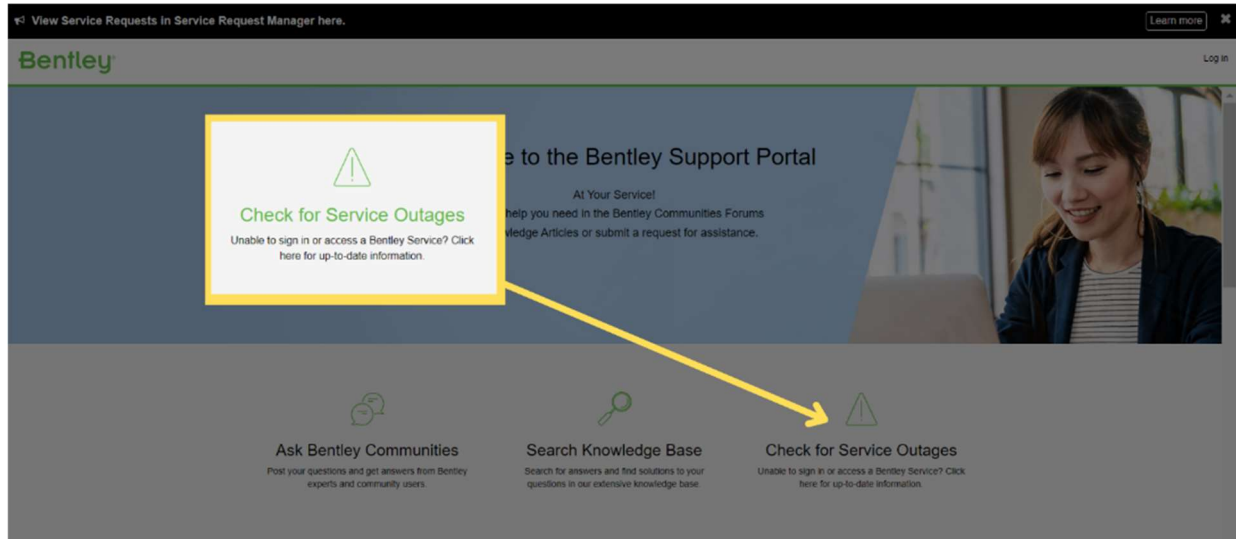 View Service Requests in Service Request Manager here.
Learn more
Bentley
Log in
Check for Service Outages
Unable to sign in or access a Bentley Service? Click
here for up-to-date information.
e to the Bentley Support Portal
At Your Service!
help you need in the Bentley Communities Forums
wledge Articles or submit a request for assistance.
Ask Bentley Communities
Post your questions and get answers from Bentley
experts and community users.
Search Knowledge Base
Search for answers and find solutions to your
questions in our extensive knowledge base.
Check for Service Outages
Unable to sign in or access a Bentley Service? Click
here for up-to-date information.